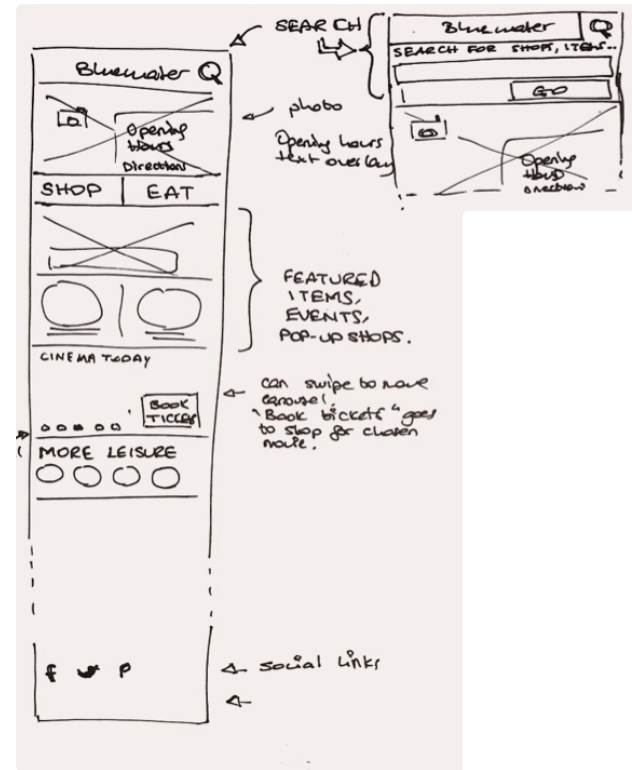 SEARCH
Bluewater
Opening
Hours
Directions
photo
Opening hours
text overlay
SHOP
EAT
FEATURED
ITEMS,
EVENTS,
POP-UP SHOPS.
CINEMA TODAY
BOOK
TICKET
can swipe to move
carousel.
"Book tickets" goes
to shop for chosen
movie.
MORE LEISURE
f
p
social links
Bluewater
SEARCH FOR SHOPS, ITEMS...
GO
Opening
Hours
Directions